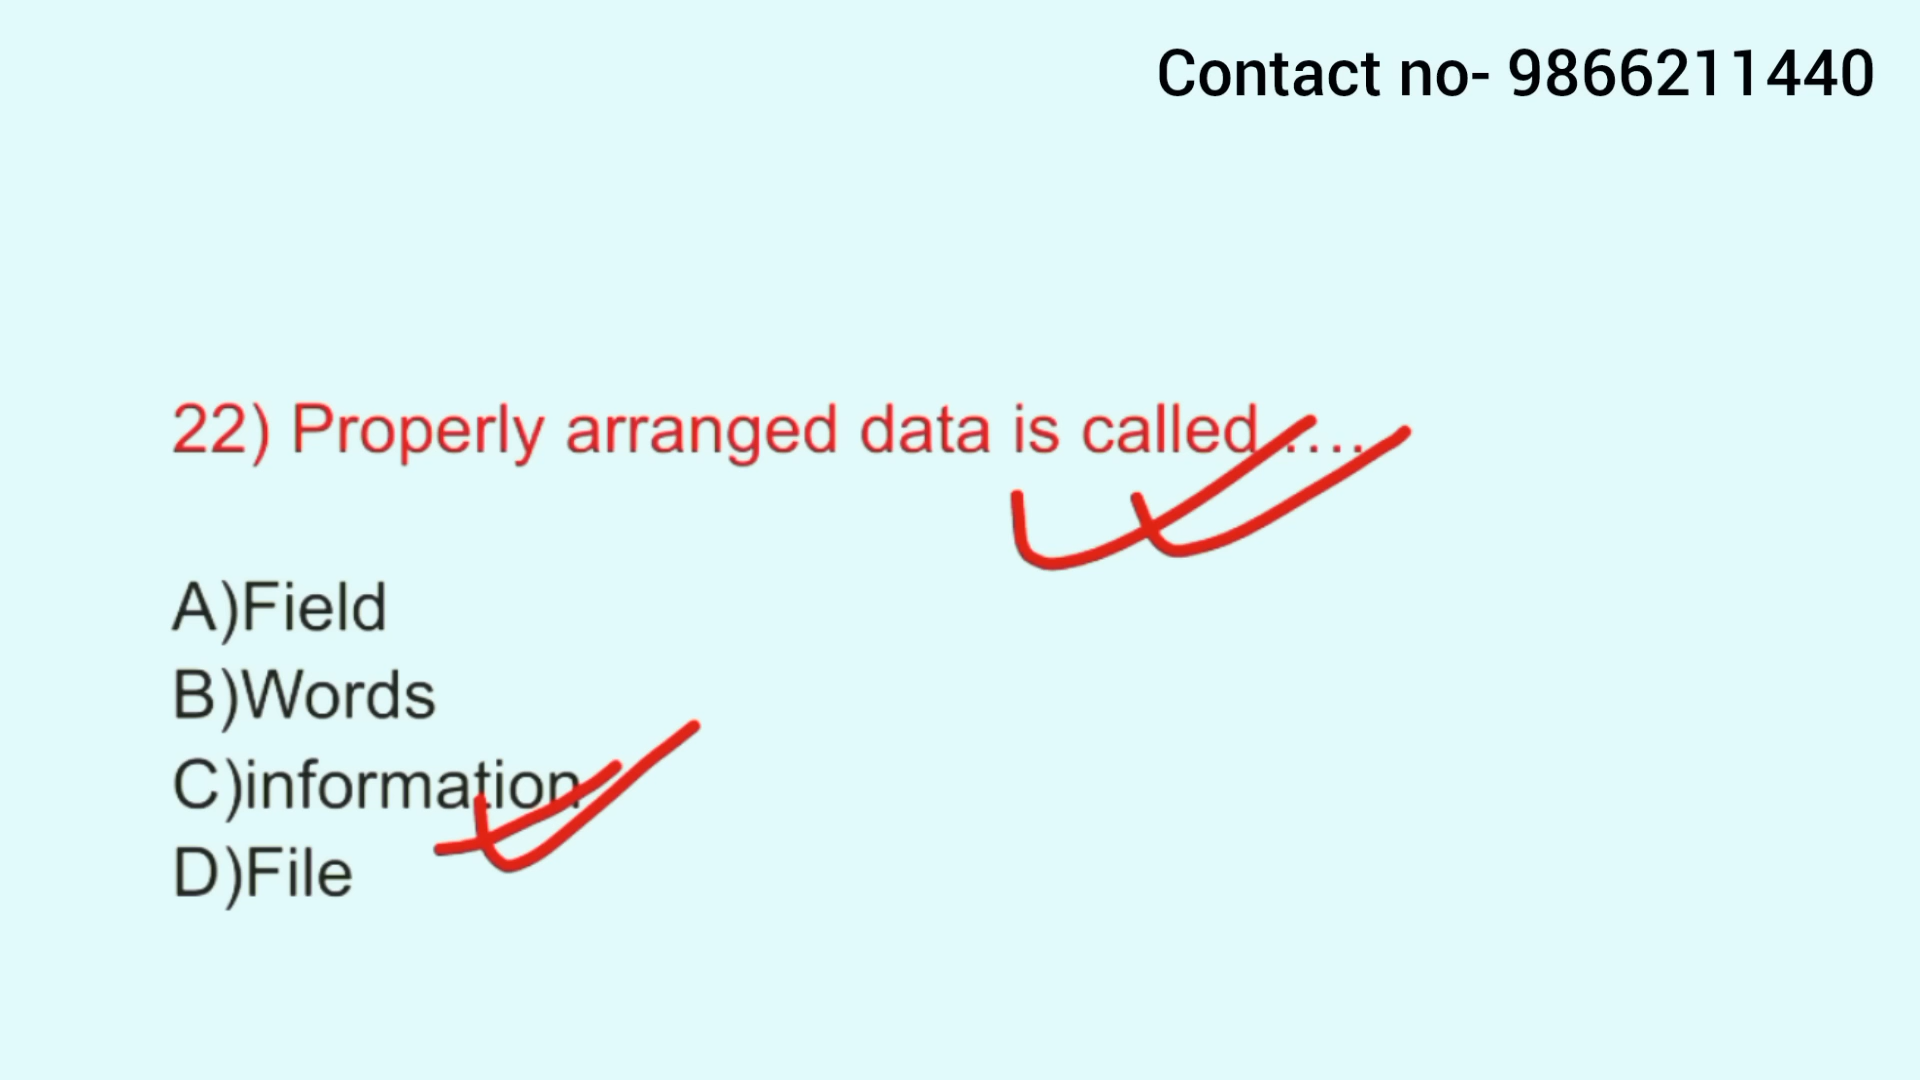 Contact no- 9866211440
22) Properly arranged data is called ....
A)Field
B)Words
C)information
D)File